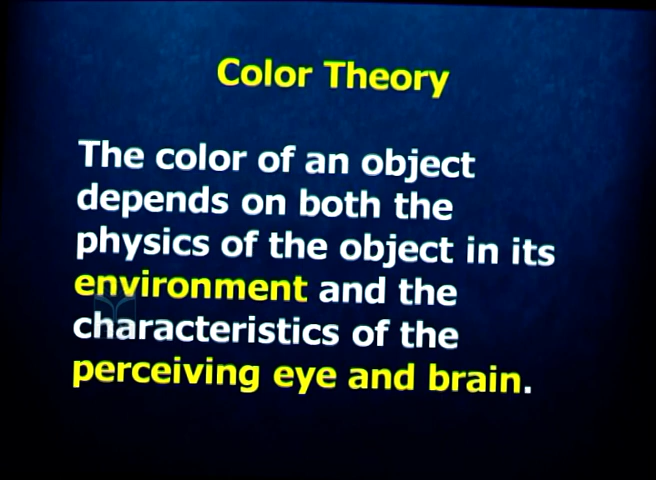 Color Theory
The color of an object
depends on both the
physics of the object in its
environment and the
characteristics of the
perceiving eye and brain.